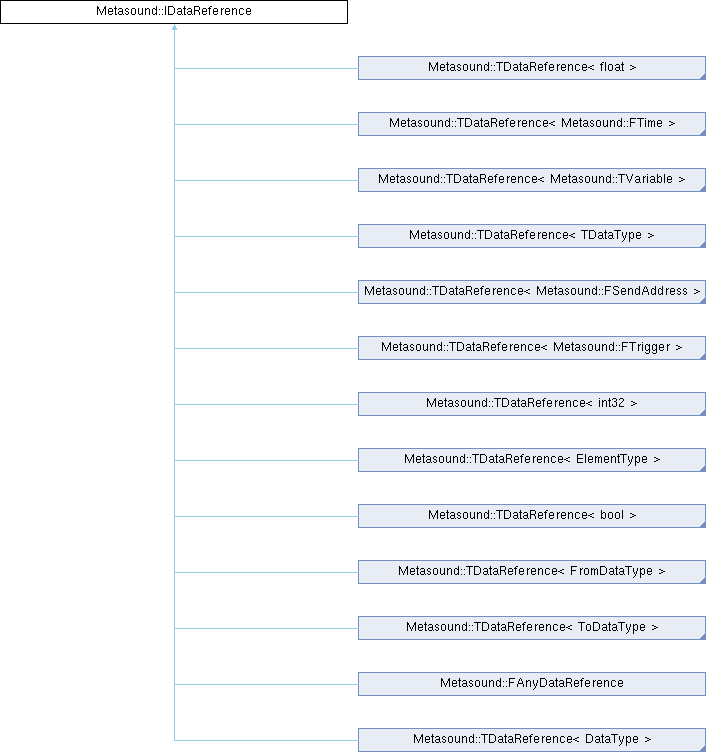 Metasound::IDataReference
Metasound::TDataReference< float >
Metasound::TDataReference< Metasound::FTime >
Metasound::TDataReference< Metasound::TVariable >
Metasound::TDataReference< TDataType >
Metasound::TDataReference< Metasound::FSendAddress >
Metasound::TDataReference< Metasound::FTrigger >
Metasound::TDataReference< int32 >
Metasound::TDataReference< ElementType >
Metasound::TDataReference< bool >
Metasound::TDataReference< FromDataType >
Metasound::TDataReference< ToDataType >
Metasound::FAnyDataReference
Metasound::TDataReference< DataType >